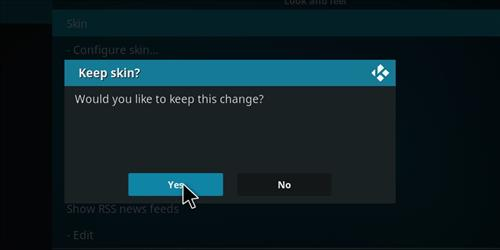 Look and feel
Skin
- Configure skin...
Keep skin?
Would you like to keep this change?
Yes
No
Show RSS news feeds
- Edit